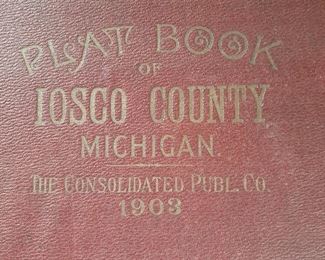 PLAT BOOK
OF
IOSCO COUNTY
MICHIGAN.
THE CONSOLIDATED PUBL. CO.
1903